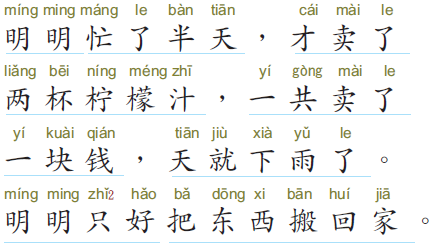 míng ming máng le bàn tiān cái mài le
明明忙了半天，才卖了
liǎng bēi níng méng zhī yí gòng mài le
两杯柠檬汁，一共卖了
yí kuài qián tiān jiù xià yǔ le
一块钱，天就下雨了。
míng ming zhǐ2 hǎo bǎ dōng xi bān huí jiā
明明只好把东西搬回家。